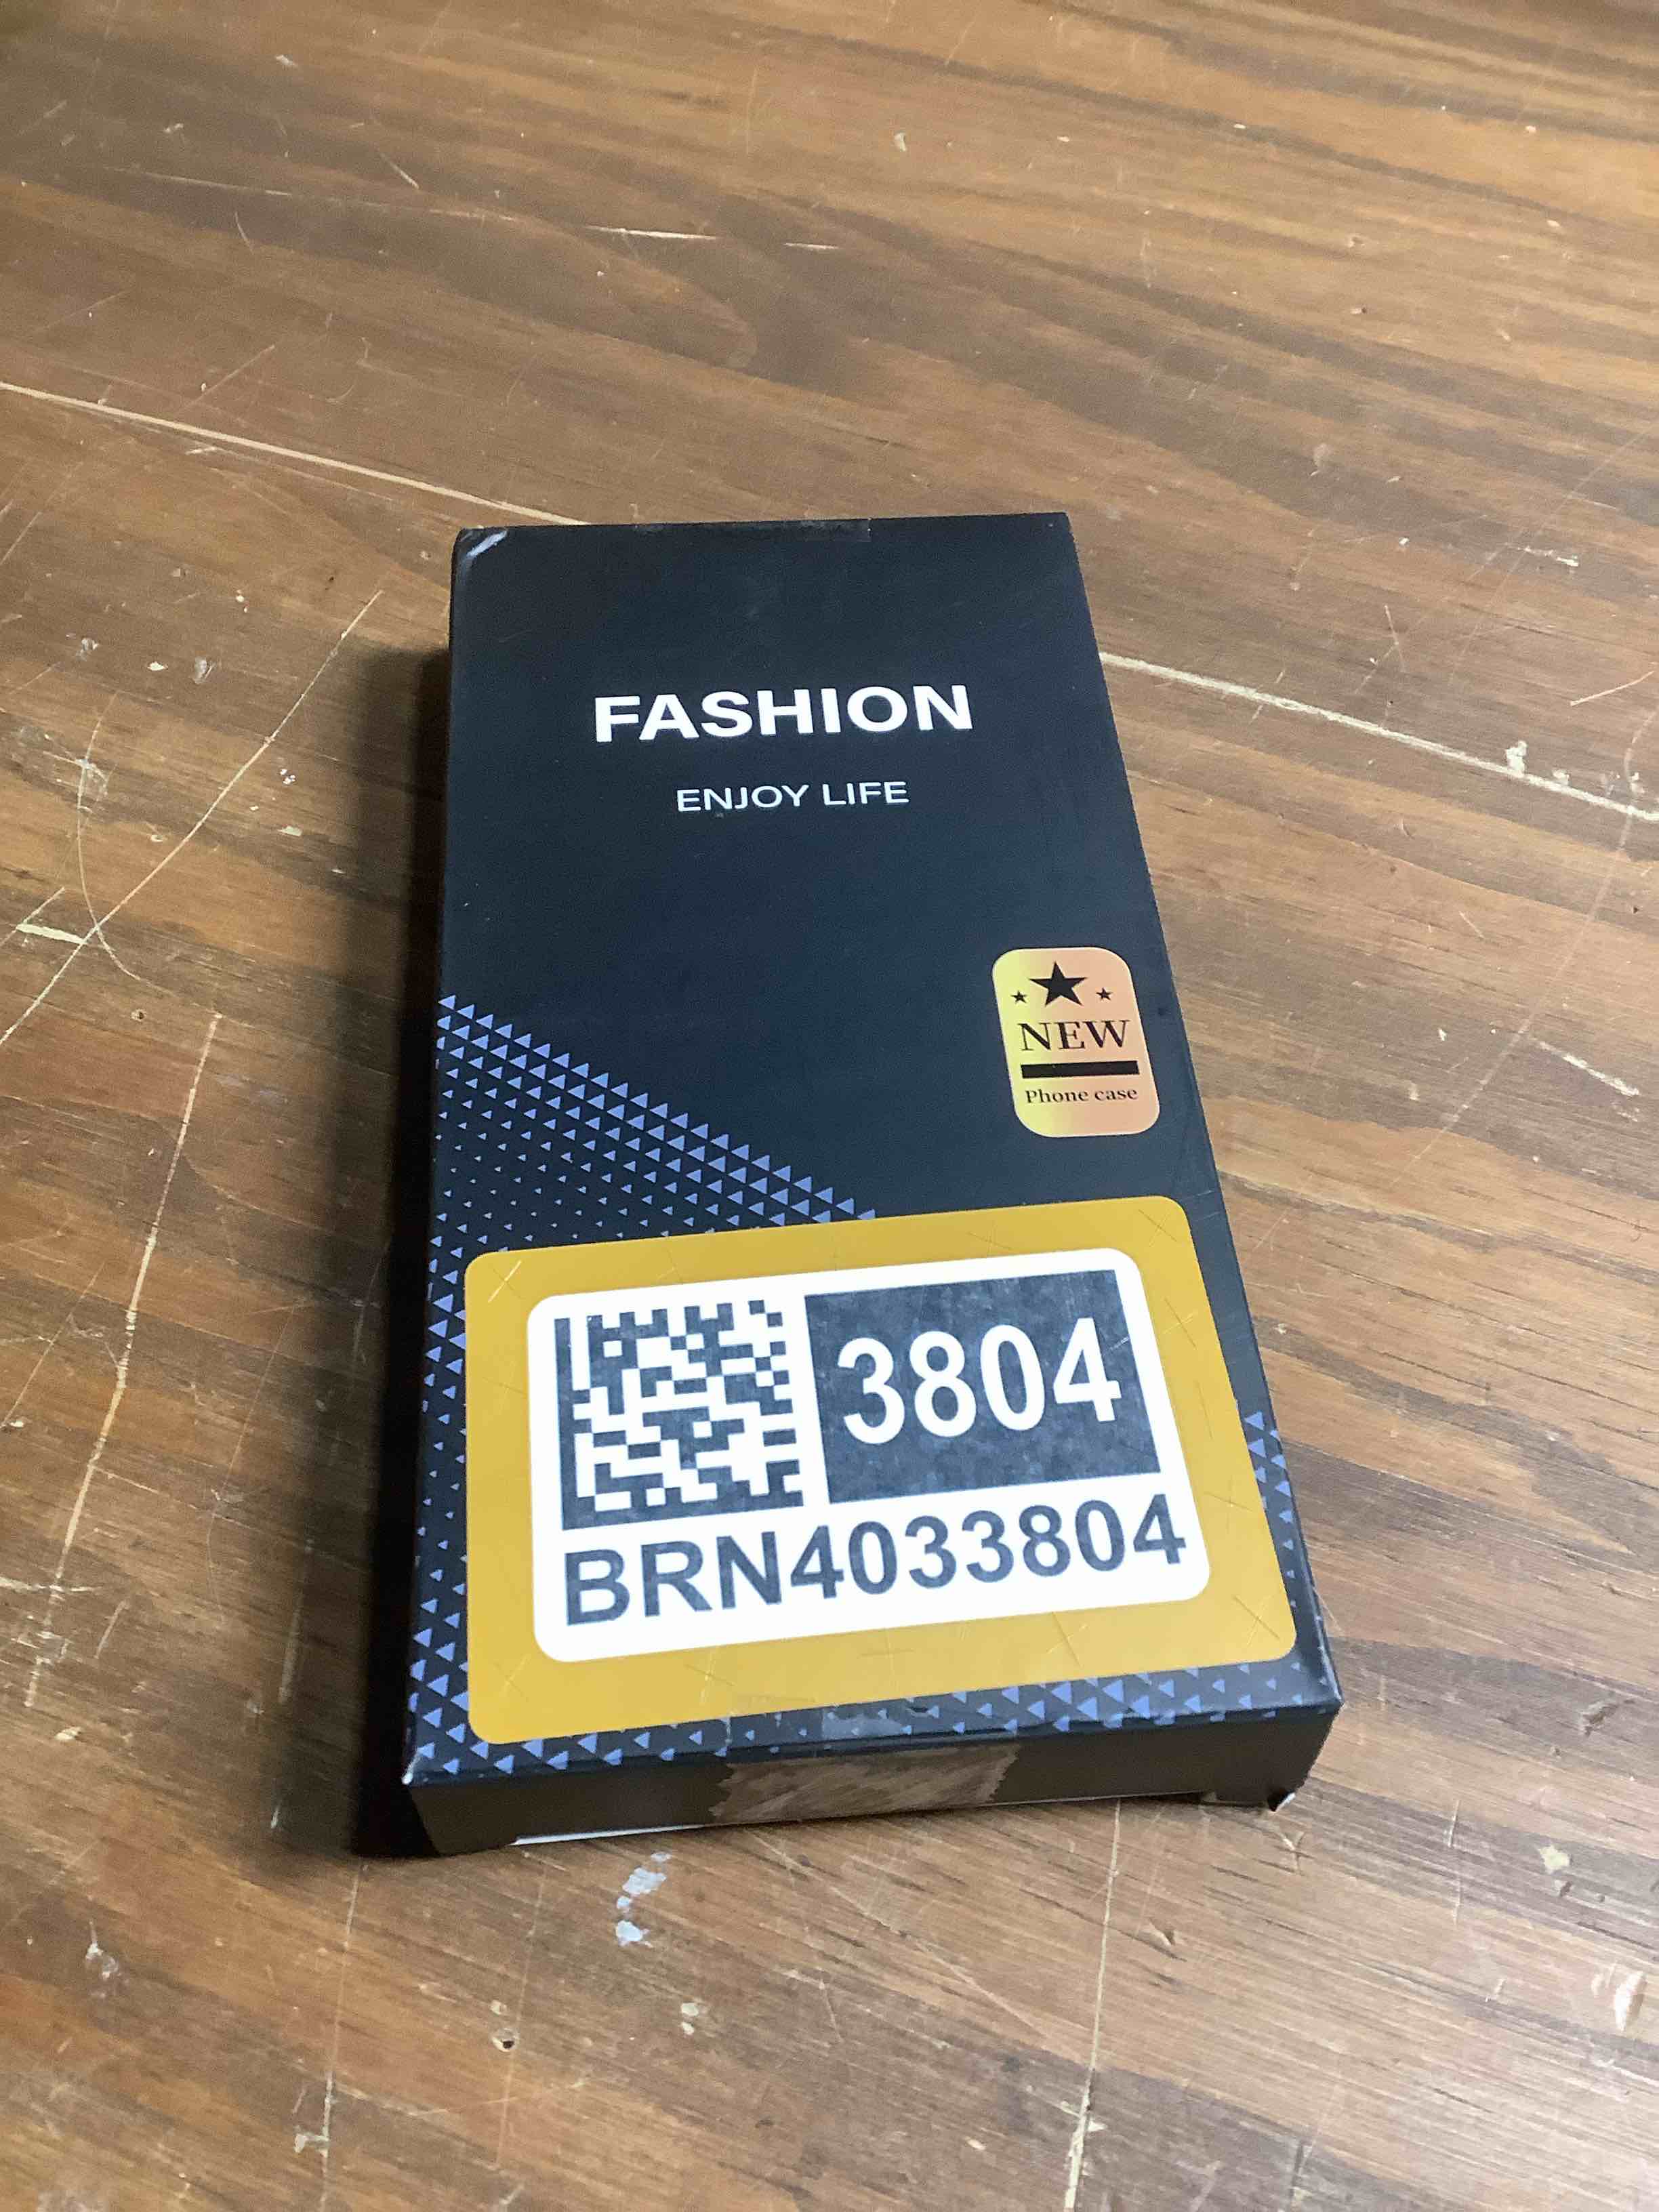 FASHION
ENJOY LIFE
NEW
Phone case
3804
BRN4033804